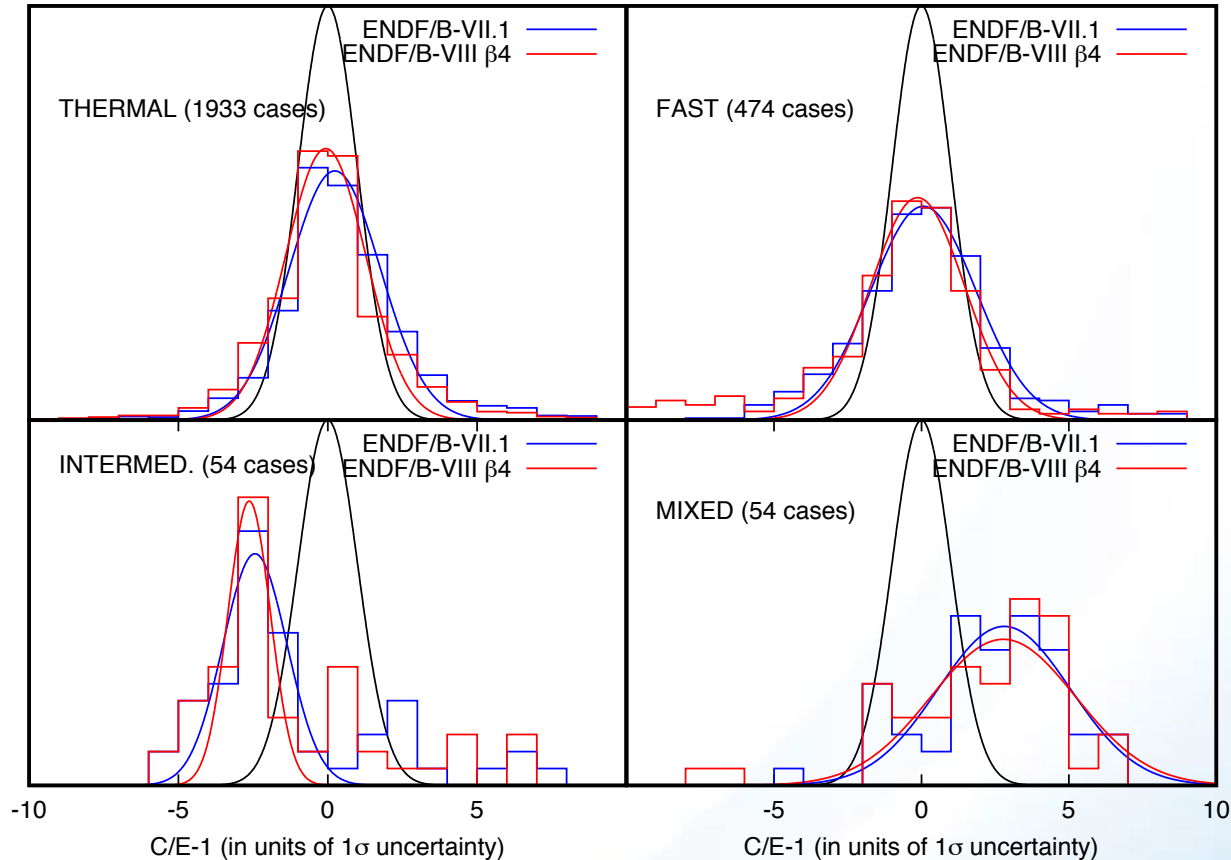 ENDF/B-VII.1
ENDF/B-VIII β4
THERMAL (1933 cases)
ENDF/B-VII.1
ENDF/B-VIII β4
FAST (474 cases)
ENDF/B-VII.1
ENDF/B-VIII β4
INTERMED. (54 cases)
ENDF/B-VII.1
ENDF/B-VIII β4
MIXED (54 cases)
-10 -5 0 5
-5 0 5 10
C/E-1 (in units of 1σ uncertainty)
C/E-1 (in units of 1σ uncertainty)